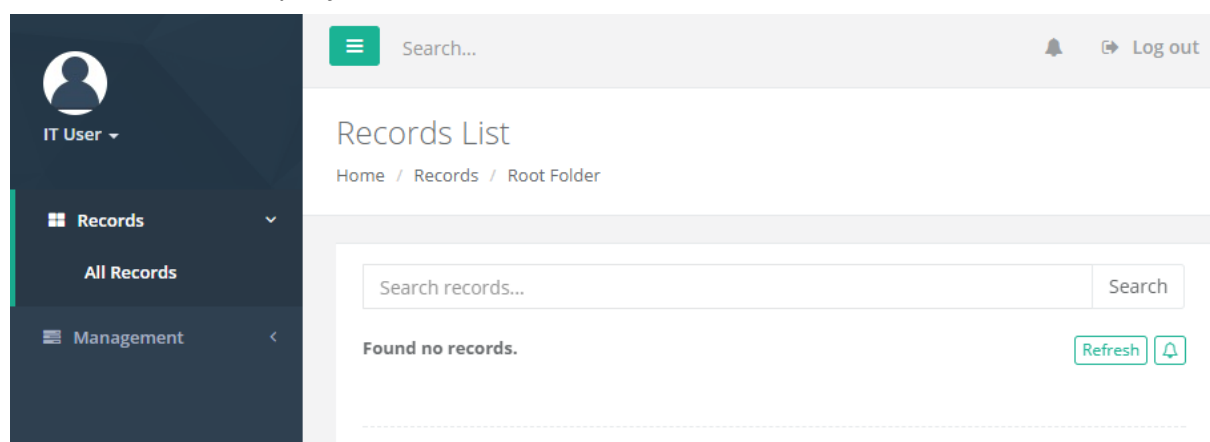 Search...
Log out
IT User
Records List
Home / Records / Root Folder
Records
All Records
Management
Search records...
Search
Found no records.
Refresh